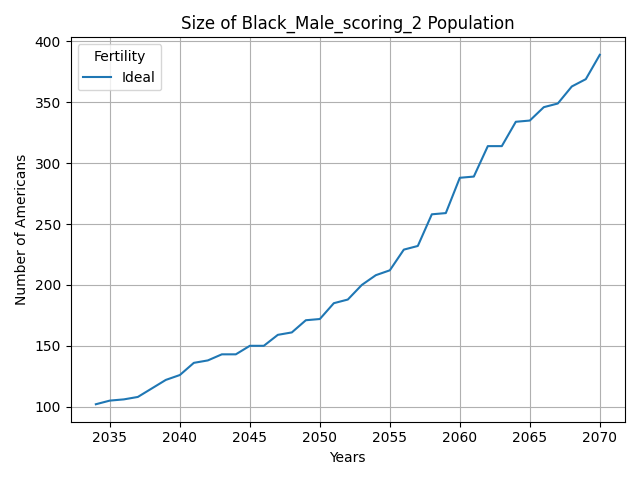 Size of Black_Male_scoring_2 Population
Number of Americans
400
350
300
250
200
150
100
Fertility
Ideal
2035 2040 2045 2050 2055 2060 2065 2070
Years